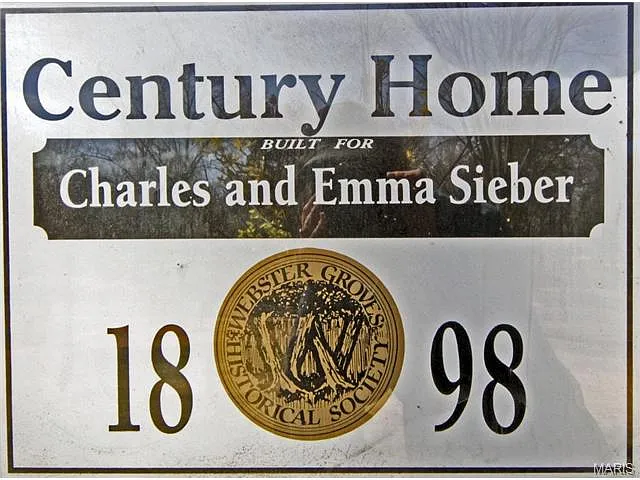 Century Home
BUILT FOR
Charles and Emma Sieber
18 98
WEBSTER GROVES
HISTORICAL SOCIETY
MARIS